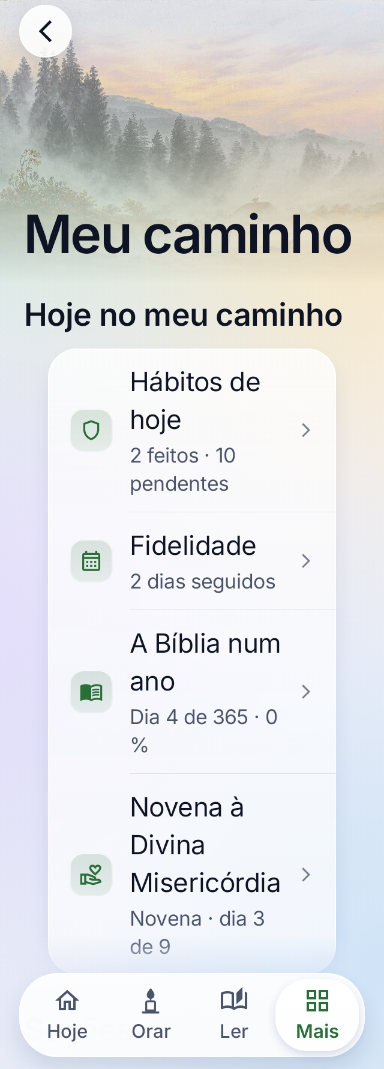 Meu caminho
Hoje no meu caminho
Hábitos de
hoje
2 feitos · 10
pendentes
Fidelidade
2 dias seguidos
A Bíblia num
ano
Dia 4 de 365 · 0
%
Novena à
Divina
Misericórdia
Novena · dia 3
de 9
Hoje
Orar
Ler
Mais